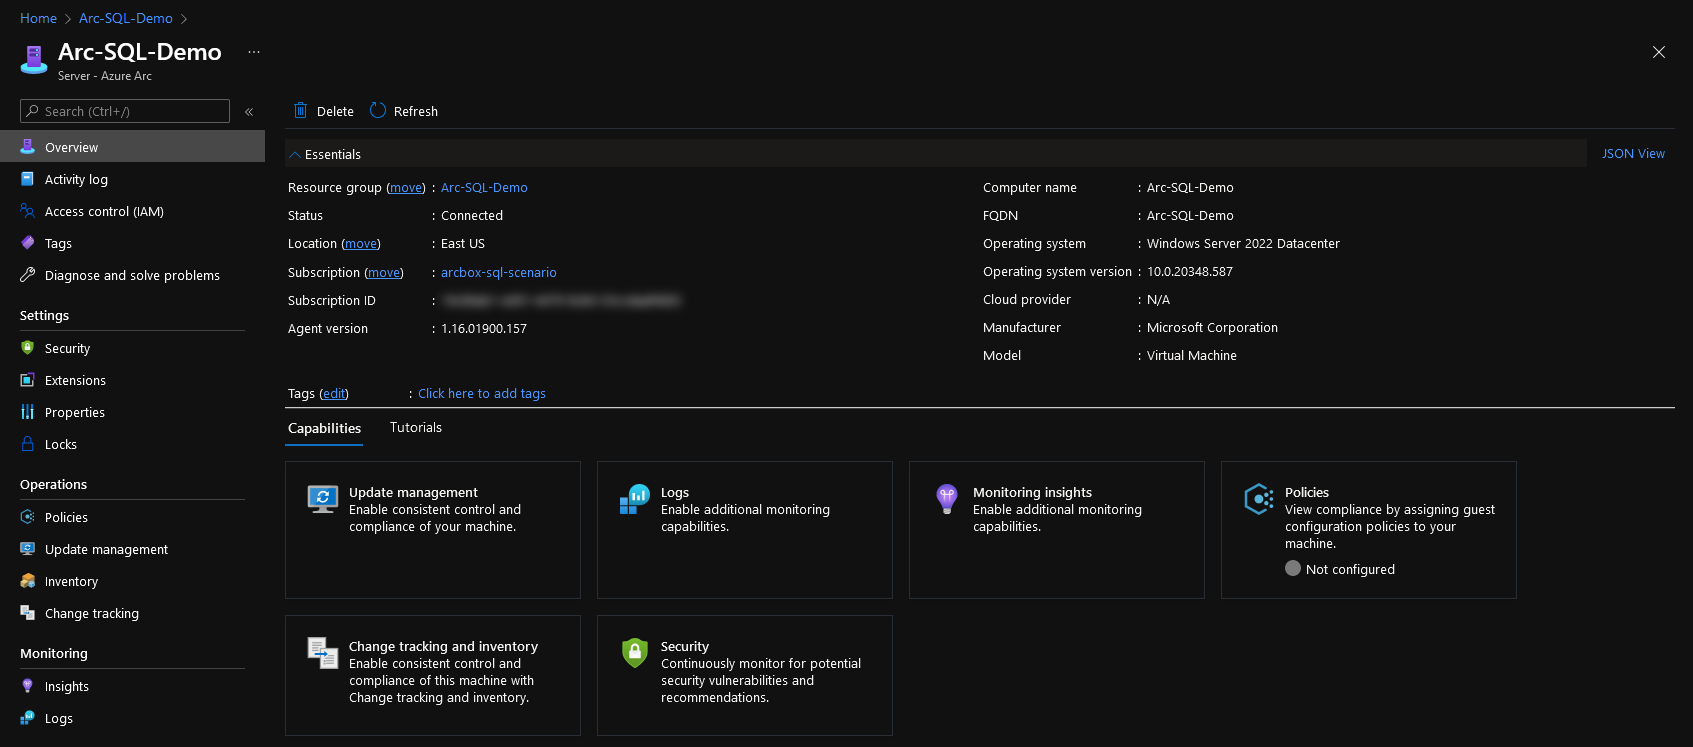 Home > Arc-SQL-Demo >
Arc-SQL-Demo ...
Server - Azure Arc
Search (Ctrl+/) «
Overview
Activity log
Access control (IAM)
Tags
Diagnose and solve problems
Settings
Security
Extensions
Properties
Locks
Operations
Policies
Update management
Inventory
Change tracking
Monitoring
Insights
Logs
Delete Refresh
Essentials JSON View
Resource group (move) : Arc-SQL-Demo
Status : Connected
Location (move) : East US
Subscription (move) : arcbox-sql-scenario
Subscription ID :
Agent version : 1.16.01900.157
Computer name : Arc-SQL-Demo
FQDN : Arc-SQL-Demo
Operating system : Windows Server 2022 Datacenter
Operating system version : 10.0.20348.587
Cloud provider : N/A
Manufacturer : Microsoft Corporation
Model : Virtual Machine
Tags (edit) : Click here to add tags
Capabilities Tutorials
Update management
Enable consistent control and
compliance of your machine.
Logs
Enable additional monitoring
capabilities.
Monitoring insights
Enable additional monitoring
capabilities.
Policies
View compliance by assigning guest
configuration policies to your
machine.
Not configured
Change tracking and inventory
Enable consistent control and
compliance of this machine with
Change tracking and inventory.
Security
Continuously monitor for potential
security vulnerabilities and
recommendations.